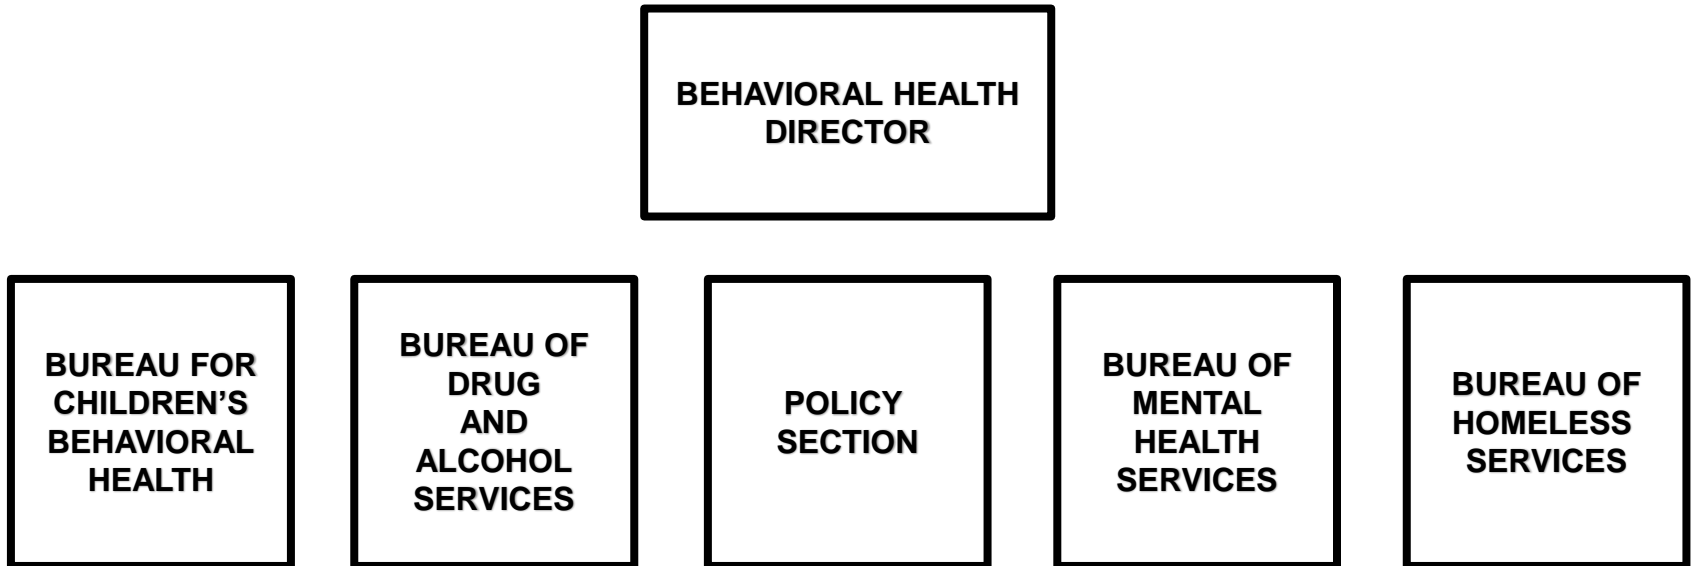 BEHAVIORAL HEALTH
DIRECTOR
BUREAU FOR
CHILDREN’S
BEHAVIORAL
HEALTH
BUREAU OF
DRUG
AND
ALCOHOL
SERVICES
POLICY
SECTION
BUREAU OF
MENTAL
HEALTH
SERVICES
BUREAU OF
HOMELESS
SERVICES